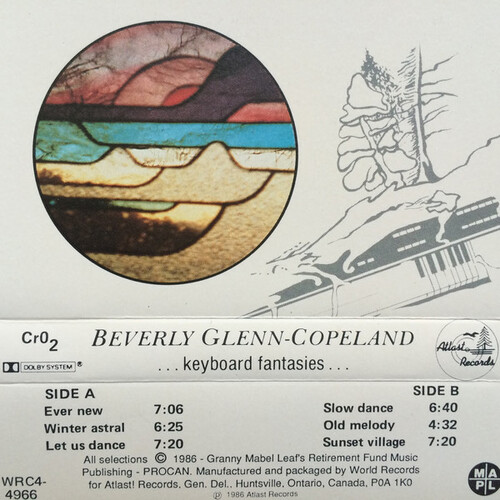 CrO2
DOLBY SYSTEM ®
BEVERLY GLENN-COPELAND
...keyboard fantasies...
Atlast Records
SIDE A
Ever new 7:06
Winter astral 6:25
Let us dance 7:20
SIDE B
Slow dance 6:40
Old melody 4:32
Sunset village 7:20
WRC4-
4966
All selections © 1986 - Granny Mabel Leaf's Retirement Fund Music
Publishing - PROCAN. Manufactured and packaged by World Records
for Atlast! Records. Gen. Del., Huntsville, Ontario, Canada, P0A 1K0
℗ 1986 Atlast Records
M A
P L